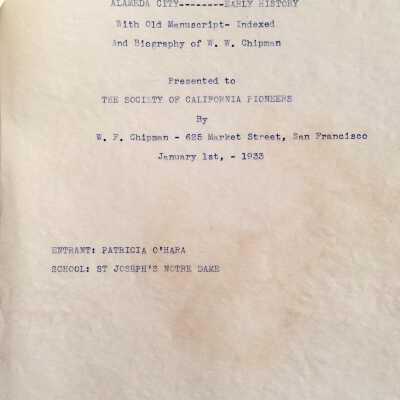 ALAMEDA CITY--------EARLY HISTORY
With Old Manuscript- Indexed
And Biography of W. W. Chipman
Presented to
THE SOCIETY OF CALIFORNIA PIONEERS
By
W. F. Chipman - 625 Market Street, San Francisco
January 1st, - 1933
ENTRANT: PATRICIA O'HARA
SCHOOL: ST JOSEPH'S NOTRE DAME